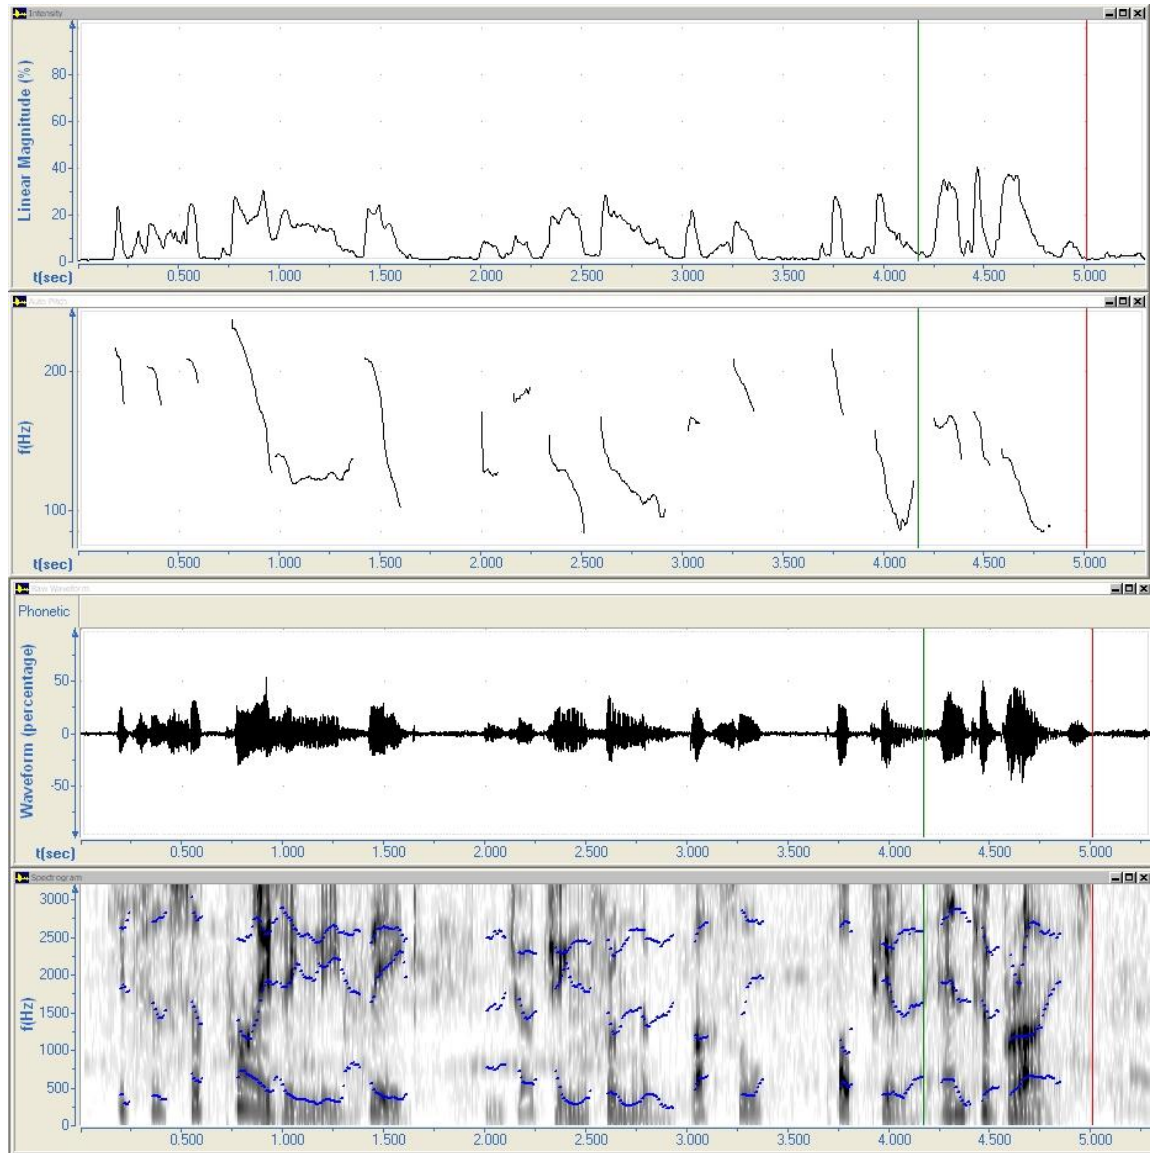 Intensity
Linear Magnitude (%)
80
60
40
20
0
t(sec)
0.500 1.000 1.500 2.000 2.500 3.000 3.500 4.000 4.500 5.000
Auto Pitch
f(Hz)
200
100
t(sec)
0.500 1.000 1.500 2.000 2.500 3.000 3.500 4.000 4.500 5.000
Raw Waveform
Phonetic
Waveform (percentage)
50
0
-50
t(sec)
0.500 1.000 1.500 2.000 2.500 3.000 3.500 4.000 4.500 5.000
Spectrogram
f(Hz)
3000
2500
2000
1500
1000
500
0
t(sec)
0.500 1.000 1.500 2.000 2.500 3.000 3.500 4.000 4.500 5.000